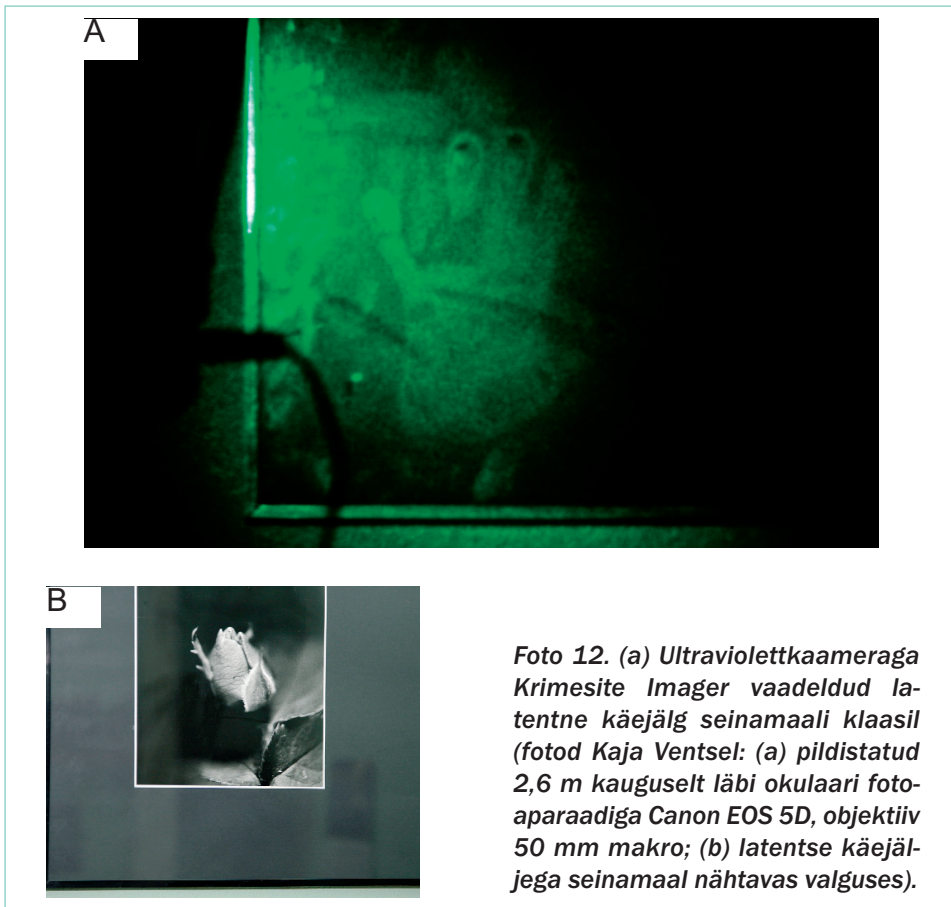 A
B
Foto 12. (a) Ultraviolettkaameraga
Krimesite Imager vaadeldud la-
tentne käejälg seinamaali klaasil
(fotod Kaja Ventsel: (a) pildistatud
2,6 m kauguselt läbi okulaari foto-
aparaadiga Canon EOS 5D, objektiiv
50 mm makro; (b) latentse käejäl-
jega seinamaal nähtavas valguses).